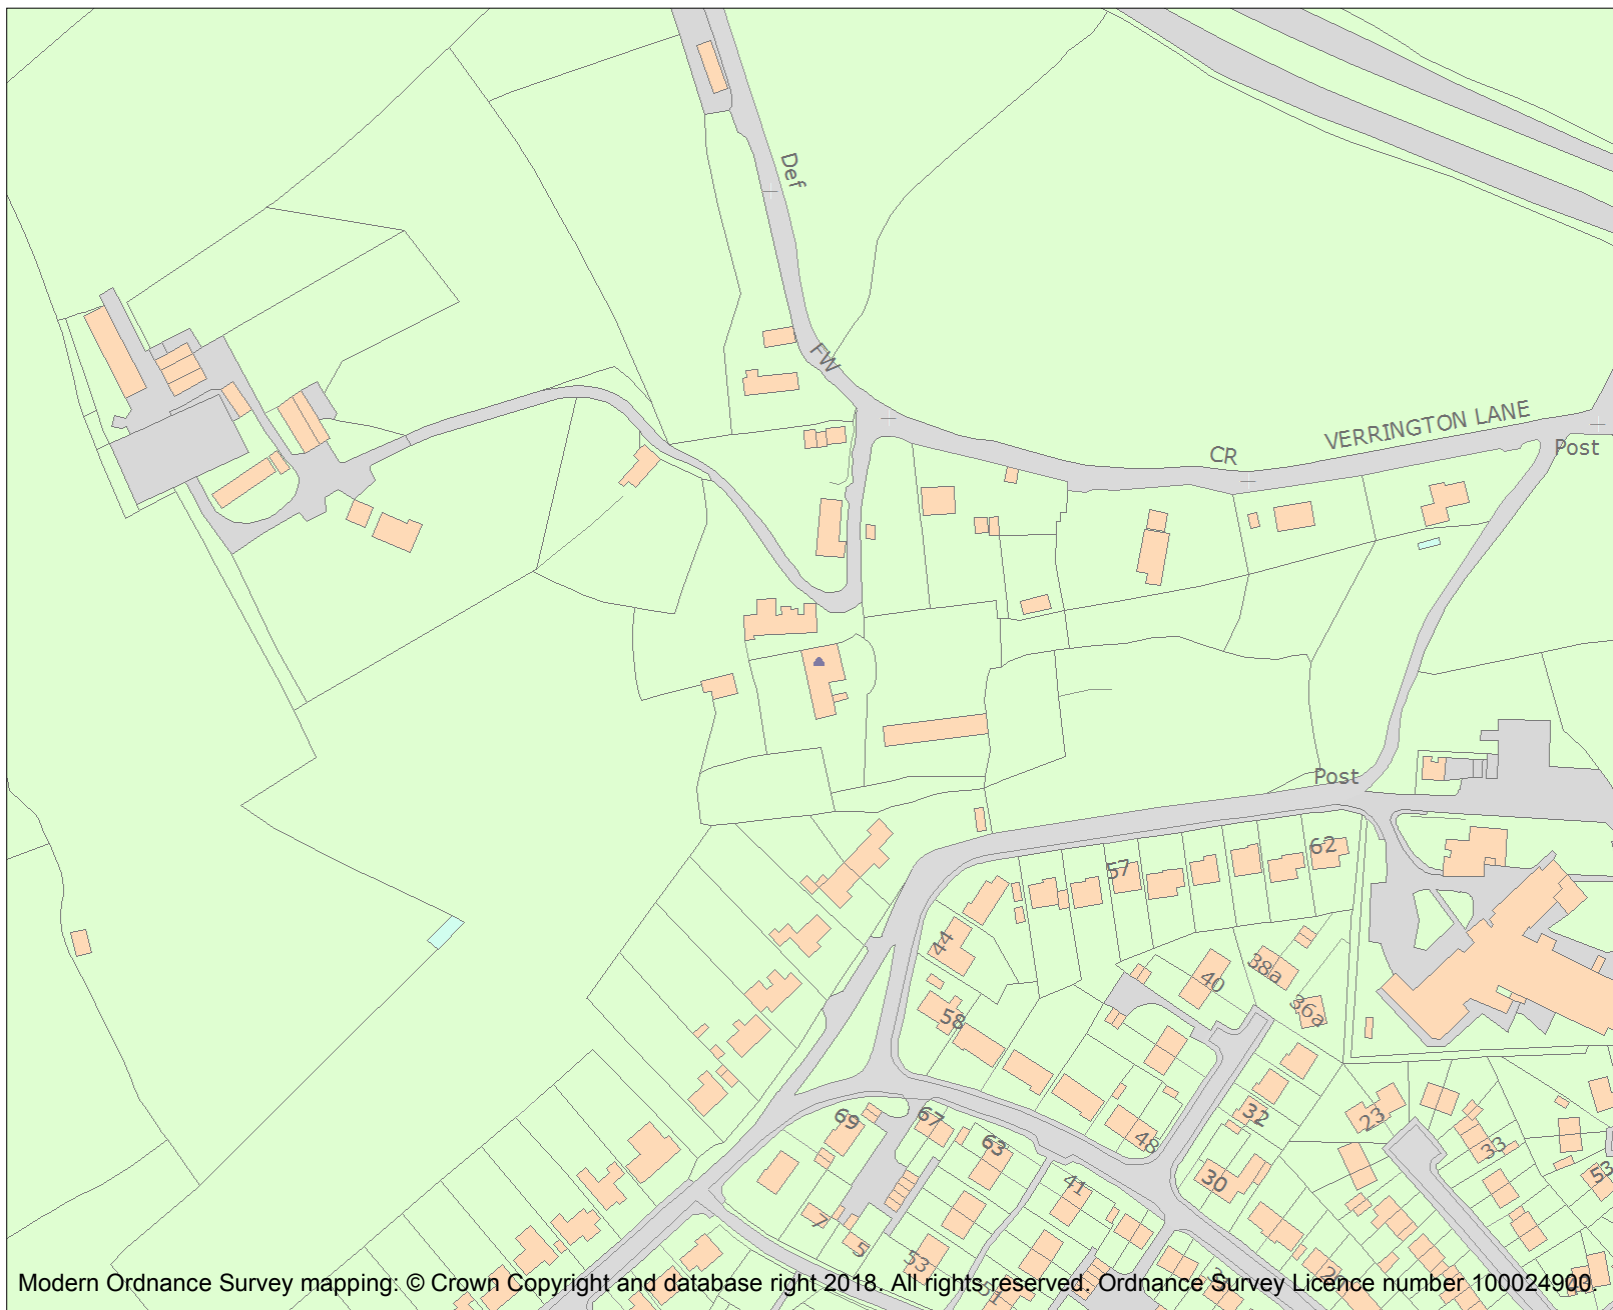 Def
FW
VERRINGTON LANE
CR
Post
Post
62
57
44
38a
40
36a
58
69
67
32
23
48
63
33
53
30
41
7
5
53
51
Modern Ordnance Survey mapping: © Crown Copyright and database right 2018. All rights reserved. Ordnance Survey Licence number 100024900.